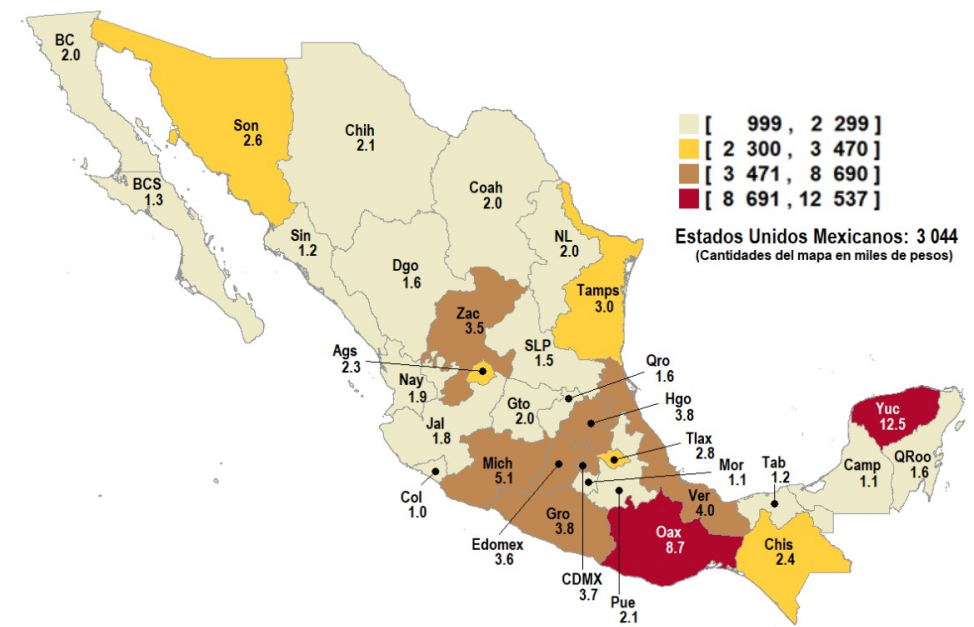 BC
2.0
Son
2.6
Chih
2.1
[ 999 , 2 299 ]
[ 2 300 , 3 470 ]
[ 3 471 , 8 690 ]
[ 8 691 , 12 537 ]
BCS
1.3
Coah
2.0
Sin
1.2
NL
2.0
Estados Unidos Mexicanos: 3 044
(Cantidades del mapa en miles de pesos)
Dgo
1.6
Tamps
3.0
Zac
3.5
Ags
2.3
SLP
1.5
Qro
1.6
Nay
1.9
Gto
2.0
Hgo
3.8
Yuc
12.5
Jal
1.8
Tlax
2.8
Mich
5.1
Mor
1.1
Tab
1.2
Camp
1.1
QRoo
1.6
Col
1.0
Ver
4.0
Gro
3.8
Oax
8.7
Edomex
3.6
Chis
2.4
CDMX
3.7
Pue
2.1